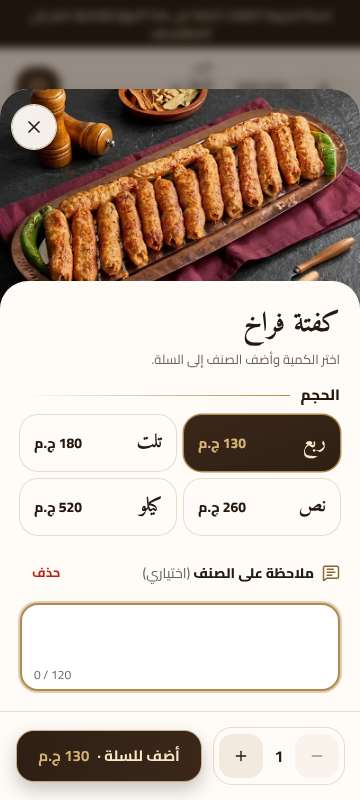 كفتة فراخ
اختر الكمية وأضف الصنف إلى السلة.
الحجم
ربع 130 ج.م
تلت 180 ج.م
نص 260 ج.م
كيلو 520 ج.م
ملاحظة على الصنف (اختياري) حذف
0 / 120
1
أضف للسلة · 130 ج.م